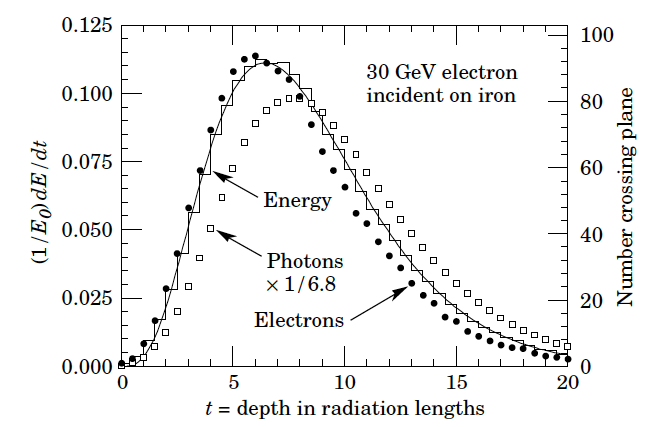 0.125
0.100
0.075
0.050
0.025
0.000
(1/E0) dE/dt
100
80
60
40
20
0
Number crossing plane
30 GeV electron
incident on iron
Energy
Photons
× 1/6.8
Electrons
0 5 10 15 20
t = depth in radiation lengths